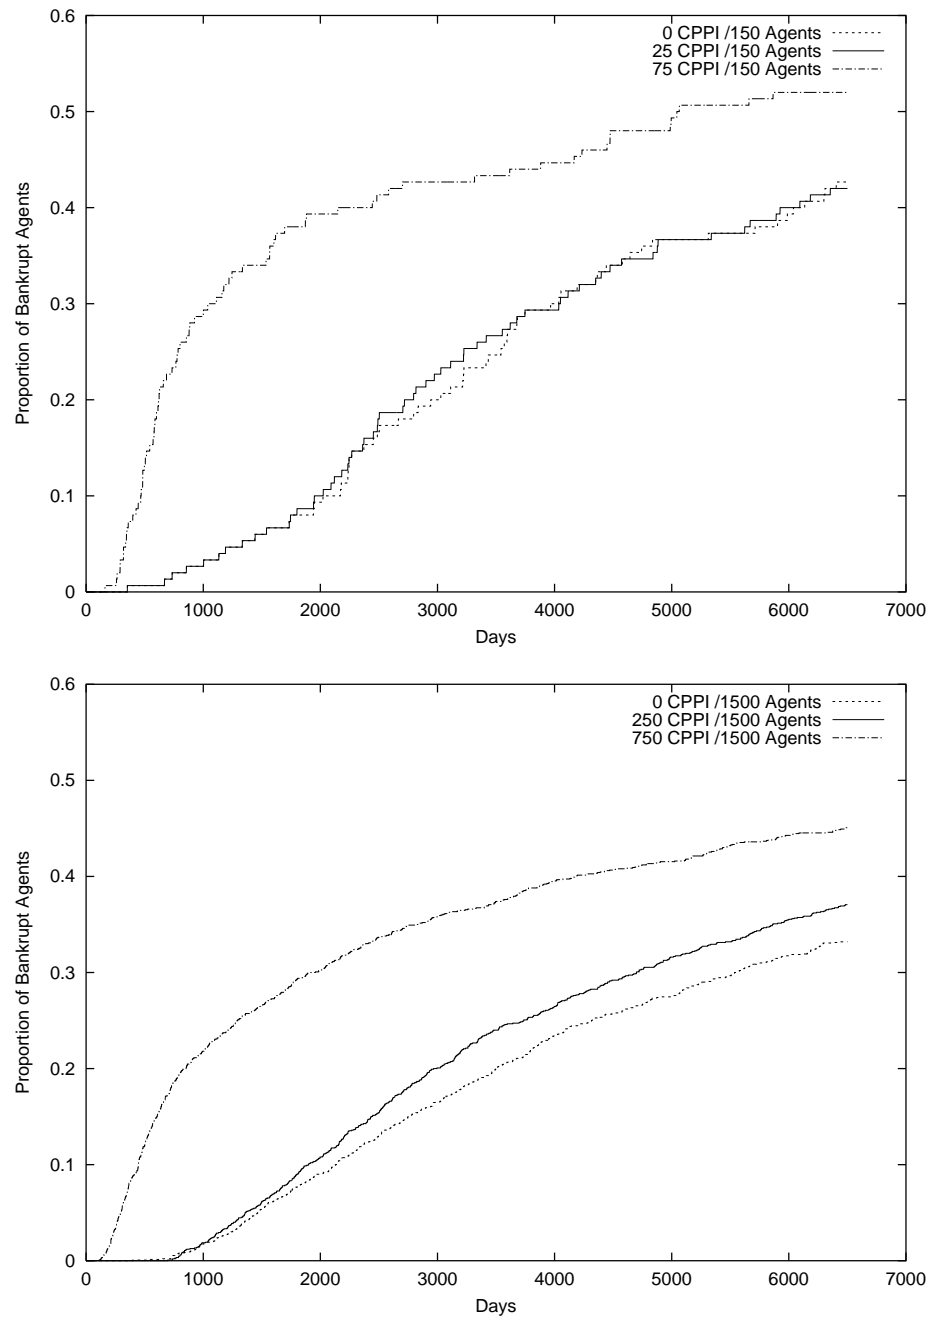 0.6
0 CPPI /150 Agents
25 CPPI /150 Agents
75 CPPI /150 Agents
0.5
0.4
0.3
0.2
0.1
0
Proportion of Bankrupt Agents
0 1000 2000 3000 4000 5000 6000 7000
Days
0.6
0 CPPI /1500 Agents
250 CPPI /1500 Agents
750 CPPI /1500 Agents
0.5
0.4
0.3
0.2
0.1
0
Proportion of Bankrupt Agents
0 1000 2000 3000 4000 5000 6000 7000
Days